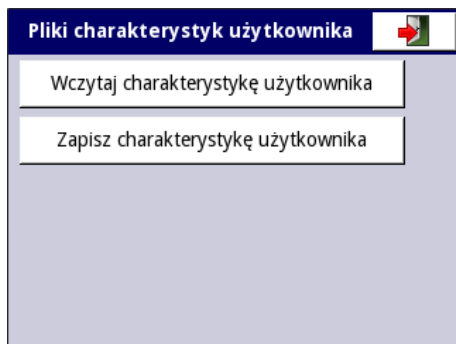 Pliki charakterystyk użytkownika
Wczytaj charakterystykę użytkownika
Zapisz charakterystykę użytkownika